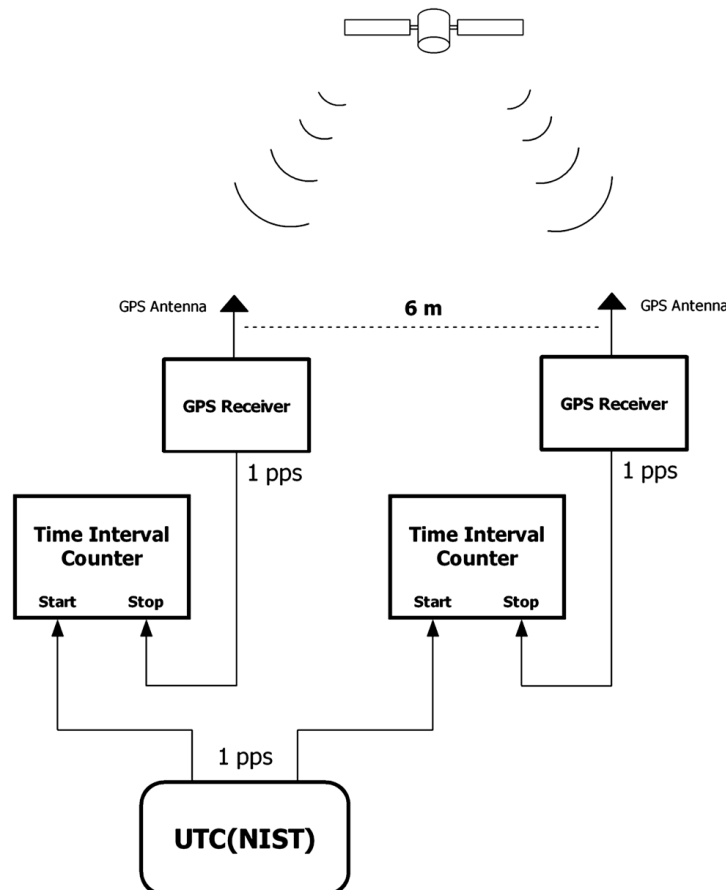 GPS Antenna
6 m
GPS Antenna
GPS Receiver
GPS Receiver
1 pps
1 pps
Time Interval
Counter
Start Stop
Time Interval
Counter
Start Stop
1 pps
UTC(NIST)